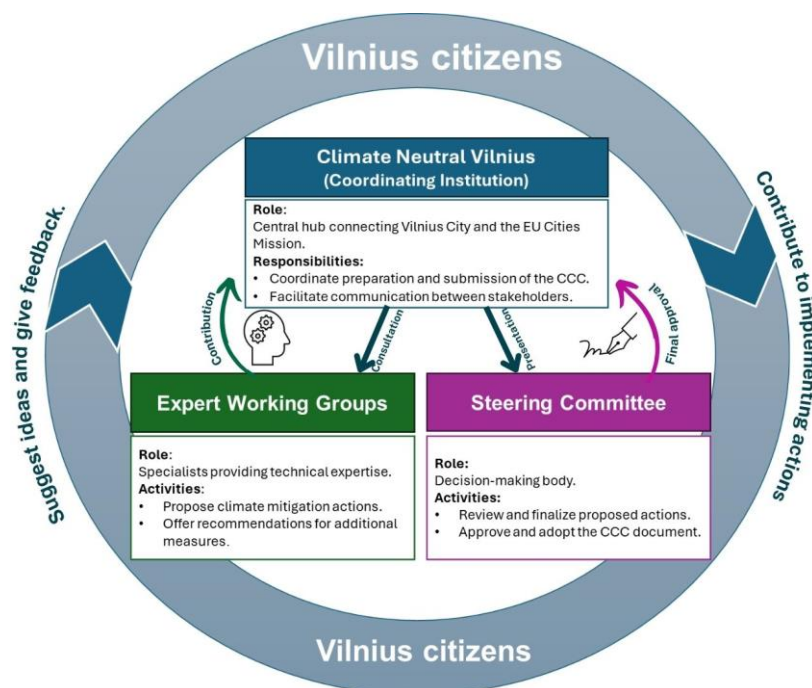 Vilnius citizens
Suggest ideas and give feedback.
Contribute to implementing actions
Climate Neutral Vilnius
(Coordinating Institution)
Role:
Central hub connecting Vilnius City and the EU Cities
Mission.
Responsibilities:
• Coordinate preparation and submission of the CCC.
• Facilitate communication between stakeholders.
Contribution
Consultation
Presentation
Final approval
Expert Working Groups
Role:
Specialists providing technical expertise.
Activities:
• Propose climate mitigation actions.
• Offer recommendations for additional
measures.
Steering Committee
Role:
Decision-making body.
Activities:
• Review and finalize proposed actions.
• Approve and adopt the CCC document.
Vilnius citizens